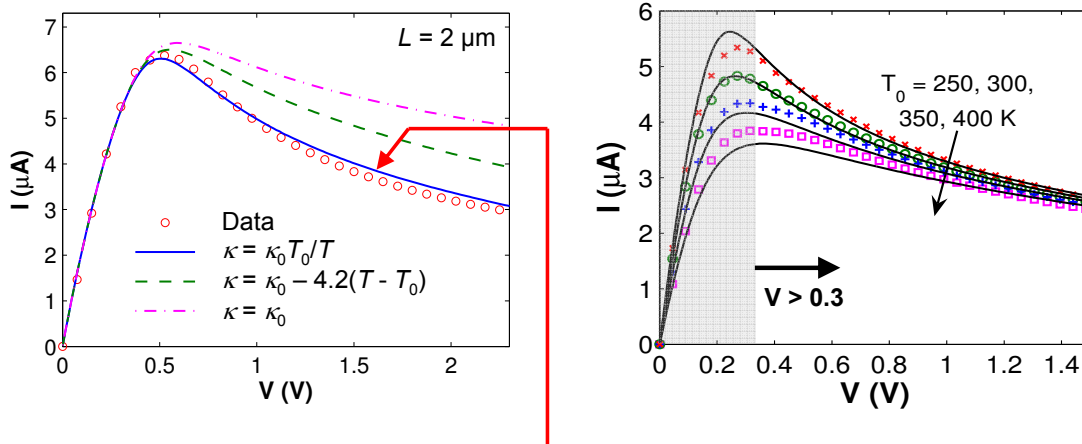 7
6
5
4
3
2
1
0
I (μA)
L = 2 μm
Data
κ = κ0T0/T
κ = κ0 – 4.2(T - T0)
κ = κ0
0 0.5 1 1.5 2
V (V)
6
5
4
3
2
1
0
I (μA)
T0 = 250, 300,
350, 400 K
V > 0.3
0 0.2 0.4 0.6 0.8 1.0 1.2 1.4
V (V)